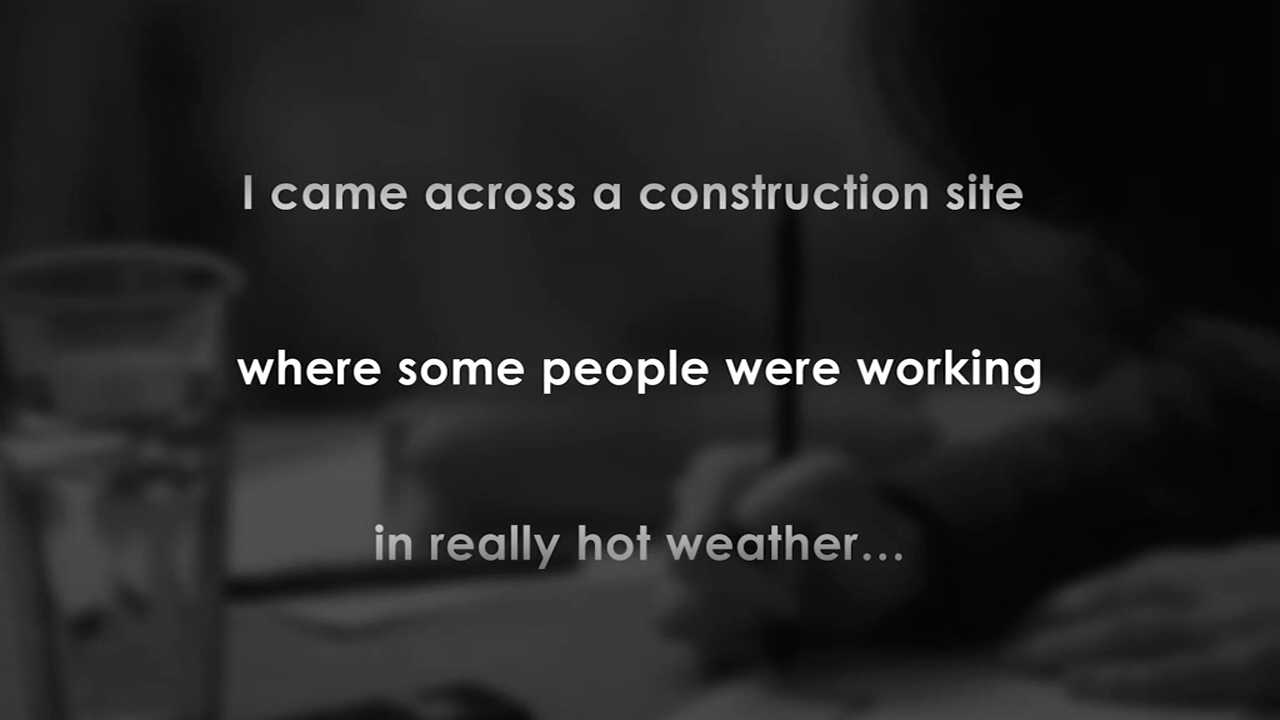 I came across a construction site
where some people were working
in really hot weather...